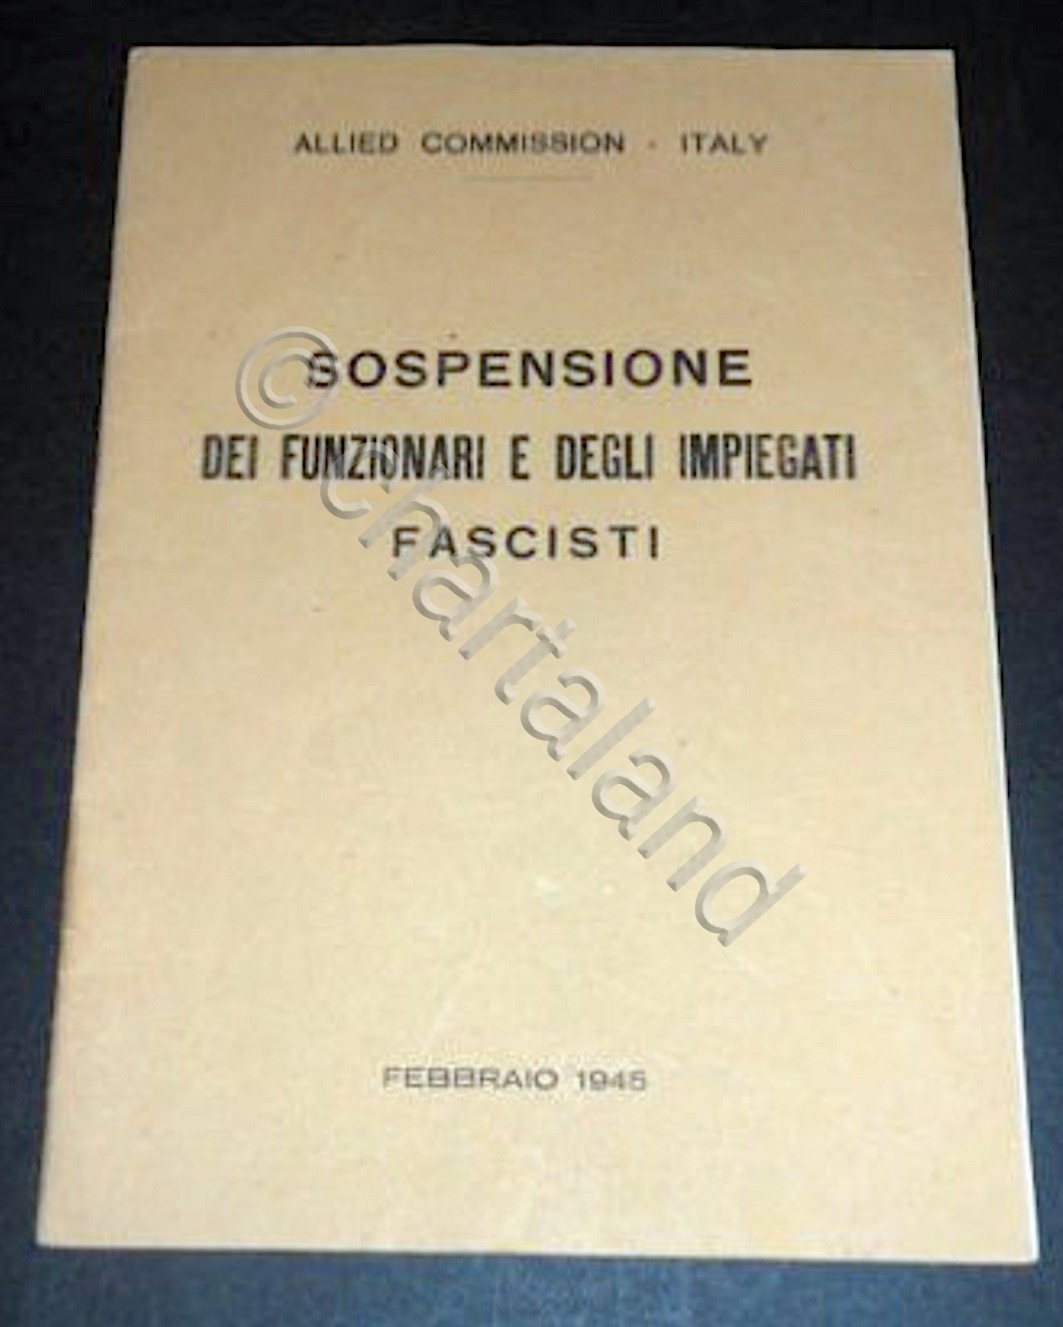 ALLIED COMMISSION - ITALY
SOSPENSIONE
DEI FUNZIONARI E DEGLI IMPIEGATI
FASCISTI
© chartaland
FEBBRAIO 1945